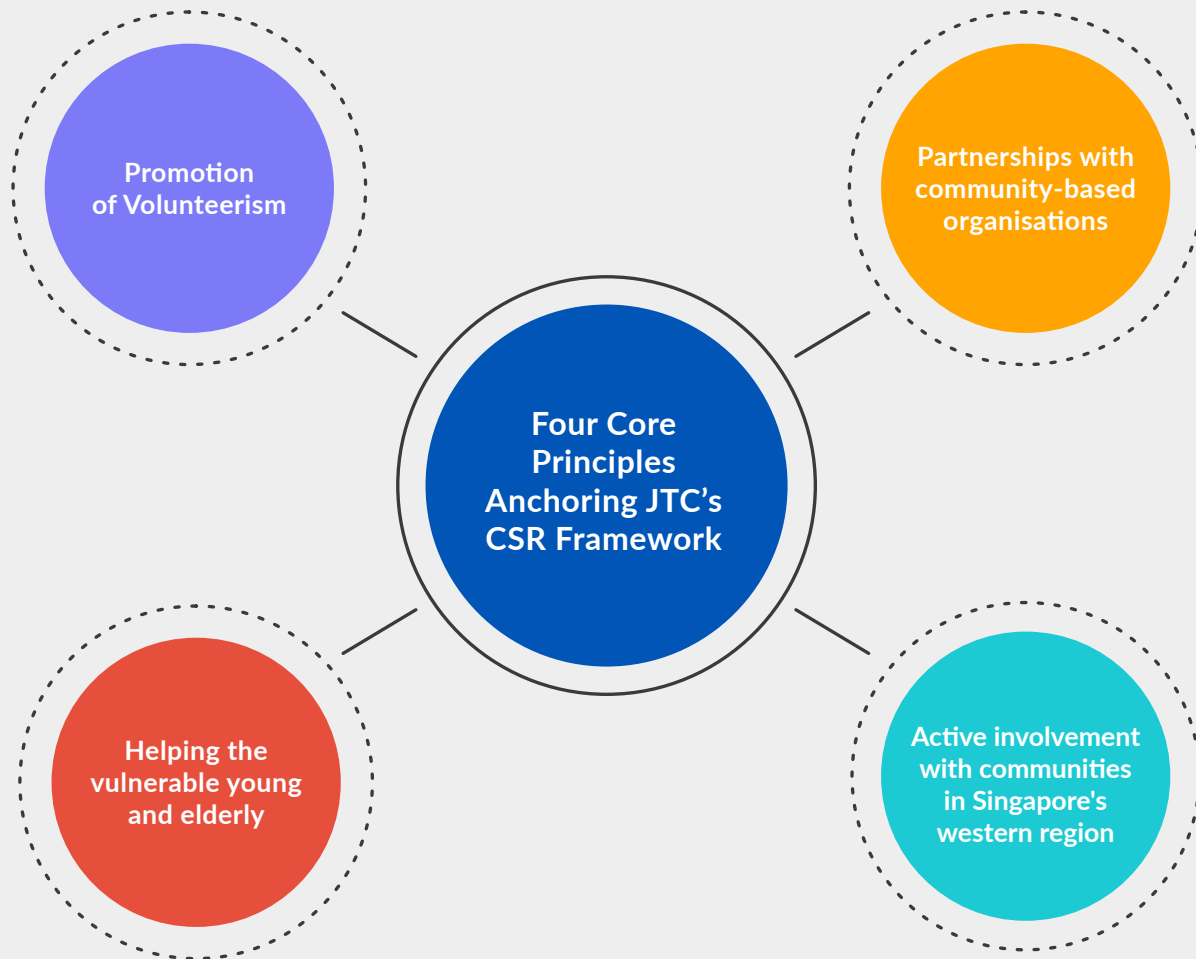 Promotion
of Volunteerism
Partnerships with
community-based
organisations
Four Core
Principles
Anchoring JTC’s
CSR Framework
Helping the
vulnerable young
and elderly
Active involvement
with communities
in Singapore's
western region